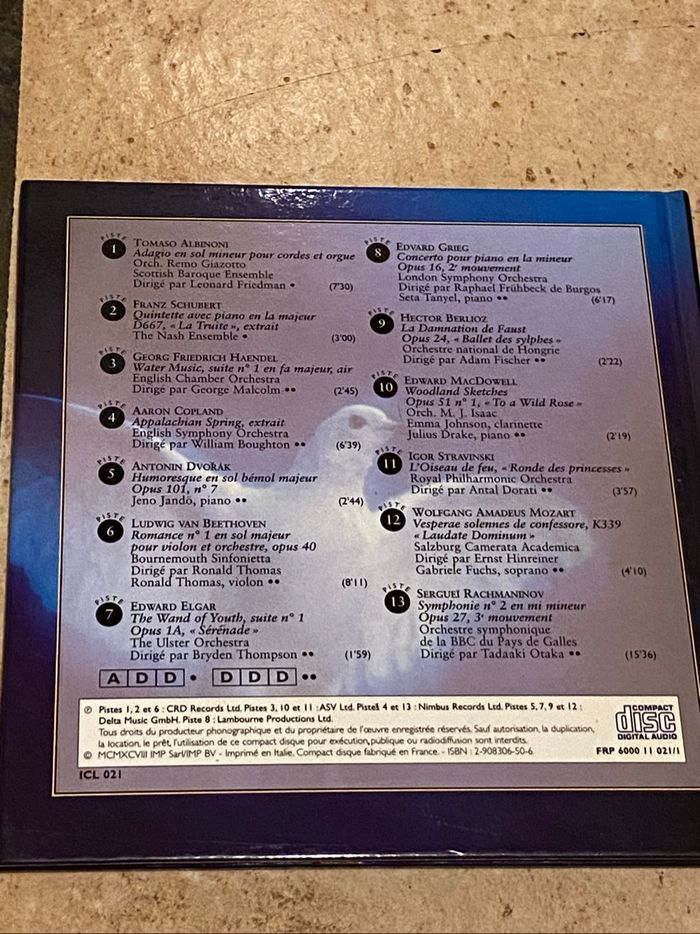 PISTE
1
TOMASO ALBINONI
Adagio en sol mineur pour cordes et orgue
Orch. Remo Giazotto
Scottish Baroque Ensemble
Dirigé par Leonard Friedman • (7'30)
PISTE
2
FRANZ SCHUBERT
Quintette avec piano en la majeur
D667, « La Truite », extrait
The Nash Ensemble • (3'00)
PISTE
3
GEORG FRIEDRICH HAENDEL
Water Music, suite n° 1 en fa majeur, air
English Chamber Orchestra
Dirigé par George Malcolm •• (2'45)
PISTE
4
AARON COPLAND
Appalachian Spring, extrait
English Symphony Orchestra
Dirigé par William Boughton •• (6'39)
PISTE
5
ANTONIN DVOŘAK
Humoresque en sol bémol majeur
Opus 101, n° 7
Jeno Jandò, piano •• (2'44)
PISTE
6
LUDWIG VAN BEETHOVEN
Romance n° 1 en sol majeur
pour violon et orchestre, opus 40
Bournemouth Sinfonietta
Dirigé par Ronald Thomas
Ronald Thomas, violon •• (8'11)
PISTE
7
EDWARD ELGAR
The Wand of Youth, suite n° 1
Opus 1A, « Sérénade »
The Ulster Orchestra
Dirigé par Bryden Thompson •• (1'59)
PISTE
8
EDVARD GRIEG
Concerto pour piano en la mineur
Opus 16, 2e mouvement
London Symphony Orchestra
Dirigé par Raphael Frühbeck de Burgos
Seta Tanyel, piano •• (6'17)
PISTE
9
HECTOR BERLIOZ
La Damnation de Faust
Opus 24, « Ballet des sylphes »
Orchestre national de Hongrie
Dirigé par Adam Fischer •• (2'22)
PISTE
10
EDWARD MACDOWELL
Woodland Sketches
Opus 51 n° 1, « To a Wild Rose »
Orch. M. J. Isaac
Emma Johnson, clarinette
Julius Drake, piano •• (2'19)
PISTE
11
IGOR STRAVINSKI
L'Oiseau de feu, « Ronde des princesses »
Royal Philharmonic Orchestra
Dirigé par Antal Dorati •• (3'57)
PISTE
12
WOLFGANG AMADEUS MOZART
Vesperae solennes de confessore, K339
« Laudate Dominum »
Salzburg Camerata Academica
Dirigé par Ernst Hinreiner
Gabriele Fuchs, soprano •• (4'10)
PISTE
13
SERGUEÏ RACHMANINOV
Symphonie n° 2 en mi mineur
Opus 27, 3e mouvement
Orchestre symphonique
de la BBC du Pays de Galles
Dirigé par Tadaaki Otaka •• (15'36)
A D D • D D D ••
℗ Pistes 1, 2 et 6 : CRD Records Ltd. Pistes 3, 10 et 11 : ASV Ltd. Pistes 4 et 13 : Nimbus Records Ltd. Pistes 5, 7, 9 et 12 :
Delta Music GmbH. Piste 8 : Lambourne Productions Ltd.
Tous droits du producteur phonographique et du propriétaire de l'œuvre enregistrée réservés. Sauf autorisation, la duplication,
la location, le prêt, l'utilisation de ce compact disque pour exécution publique ou radiodiffusion sont interdits.
© MCMXCVIII IMP Sarl/IMP BV - Imprimé en Italie. Compact disque fabriqué en France. - ISBN : 2-908306-50-6
COMPACT
disc
DIGITAL AUDIO
FRP 6000 11 021/1
ICL 021